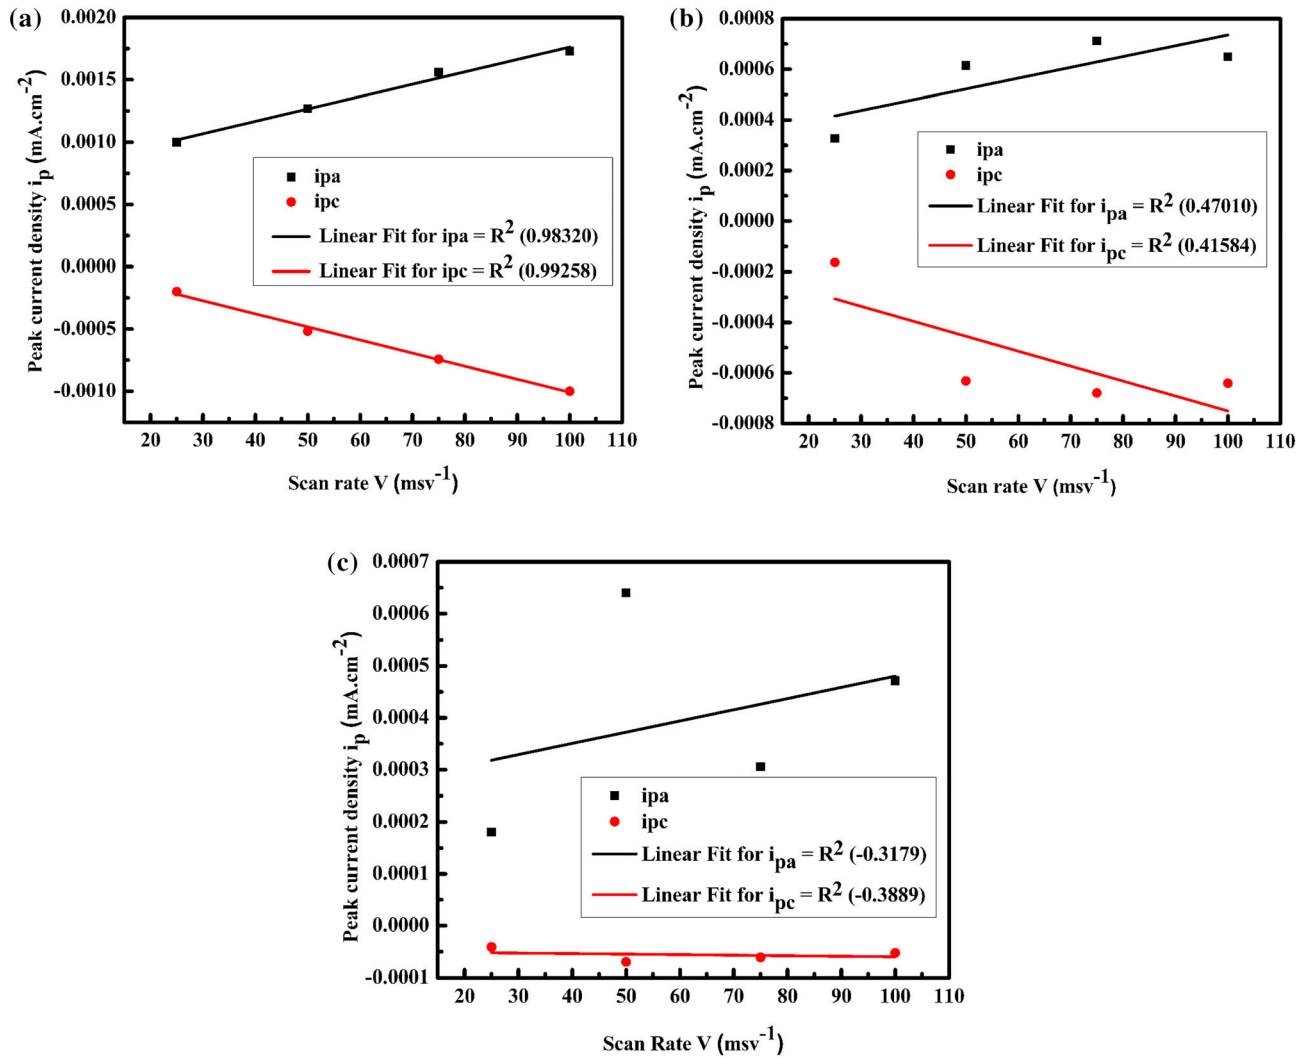 (a)
0.0020
0.0015
0.0010
0.0005
0.0000
-0.0005
-0.0010
Peak current density i_p (mA.cm⁻²)
ipa
ipc
Linear Fit for ipa = R² (0.98320)
Linear Fit for ipc = R² (0.99258)
20 30 40 50 60 70 80 90 100 110
Scan rate V (msv⁻¹)
(b)
0.0008
0.0006
0.0004
0.0002
0.0000
-0.0002
-0.0004
-0.0006
-0.0008
Peak current density i_p (mA.cm⁻²)
ipa
ipc
Linear Fit for i_pa = R² (0.47010)
Linear Fit for i_pc = R² (0.41584)
20 30 40 50 60 70 80 90 100 110
Scan rate V (msv⁻¹)
(c)
0.0007
0.0006
0.0005
0.0004
0.0003
0.0002
0.0001
0.0000
-0.0001
Peak current density i_p (mA.cm⁻²)
ipa
ipc
Linear Fit for i_pa = R² (-0.3179)
Linear Fit for i_pc = R² (-0.3889)
20 30 40 50 60 70 80 90 100 110
Scan Rate V (msv⁻¹)